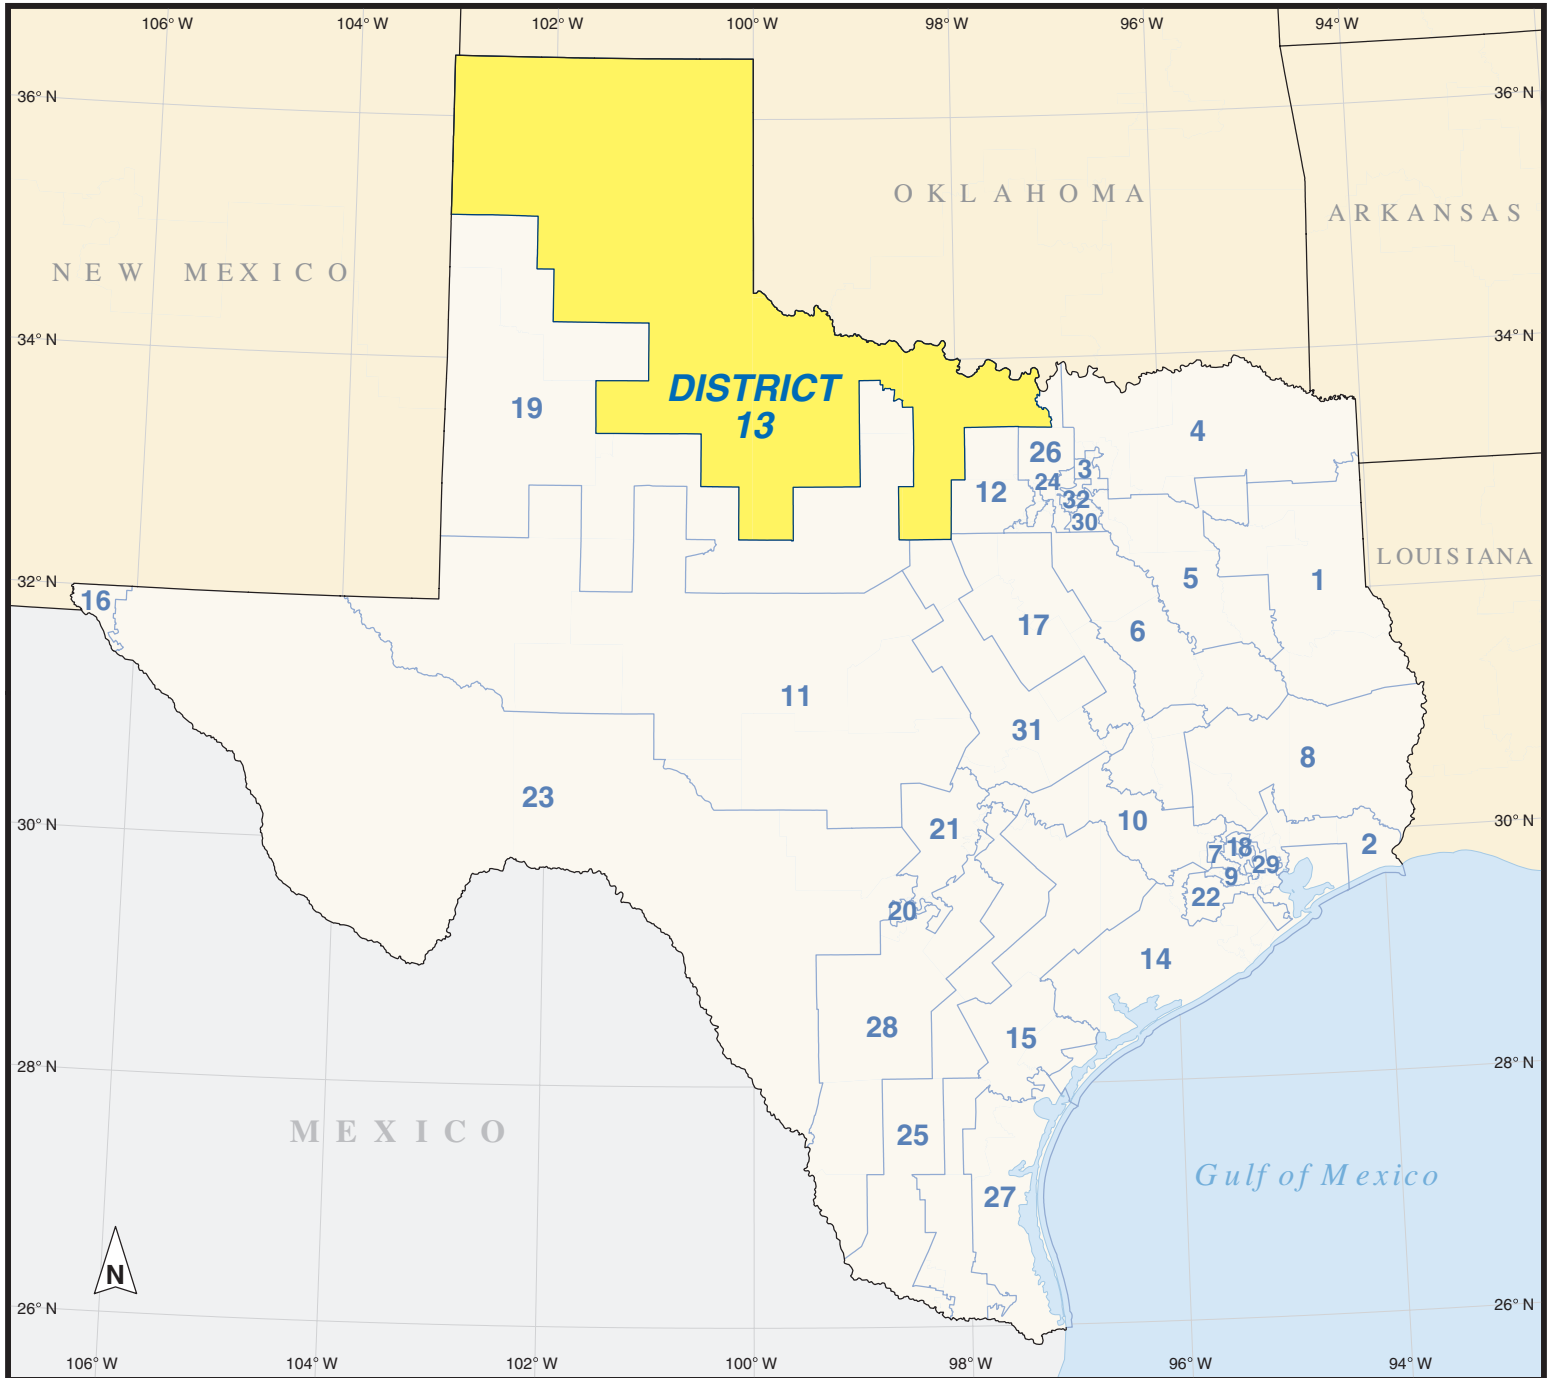 106° W 104° W 102° W 100° W 98° W 96° W 94° W
36° N 36° N
OKLAHOMA
ARKANSAS
NEW MEXICO
34° N 34° N
DISTRICT
13
19
4
26
3
24
12
32
30
LOUISIANA
32° N 32° N
16
5
1
17
6
11
31
8
23
30° N 30° N
10
21
2
18
7
29
9
22
20
14
28
15
28° N 28° N
MEXICO
25
Gulf of Mexico
27
N
26° N 26° N
106° W 104° W 102° W 100° W 98° W 96° W 94° W